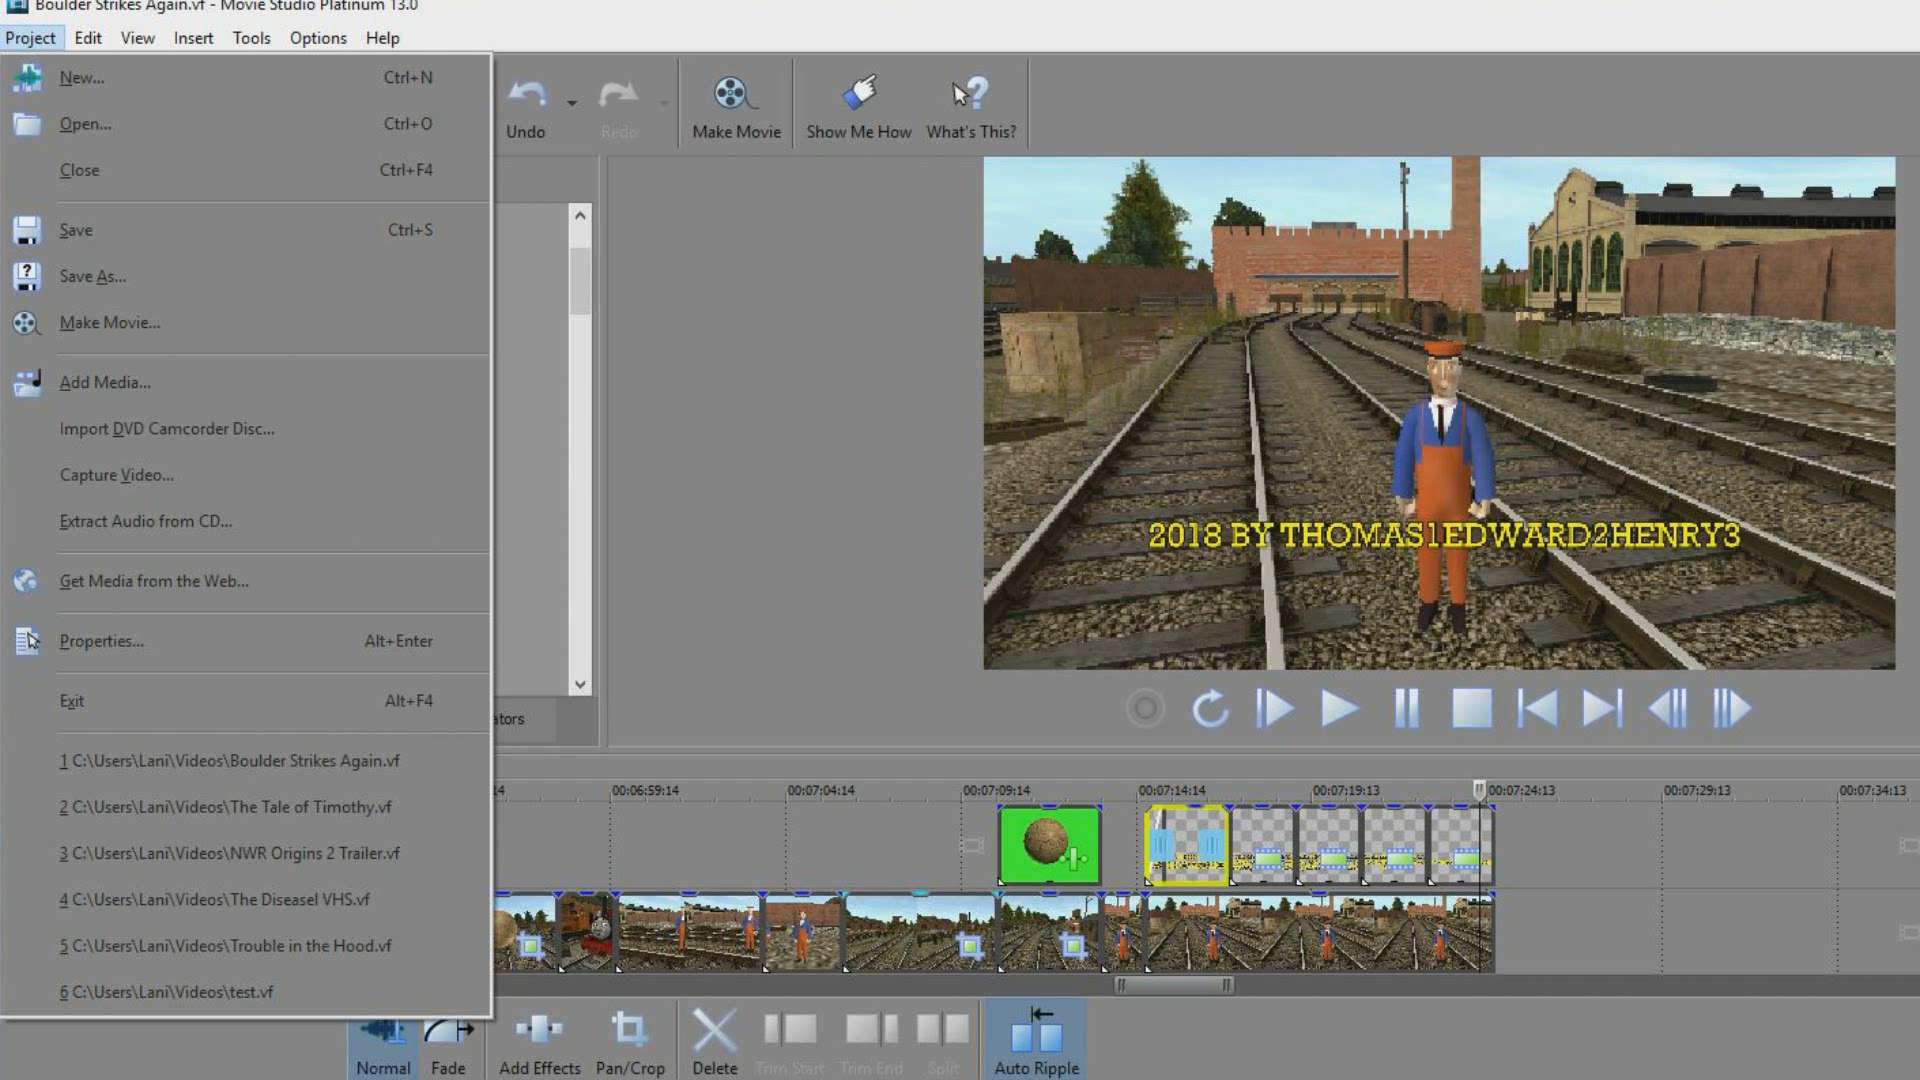 Boulder Strikes Again.vf - Movie Studio Platinum 13.0
Project Edit View Insert Tools Options Help
New... Ctrl+N
Open... Ctrl+O
Close Ctrl+F4
Save Ctrl+S
Save As...
Make Movie...
Add Media...
Import DVD Camcorder Disc...
Capture Video...
Extract Audio from CD...
Get Media from the Web...
Properties... Alt+Enter
Exit Alt+F4
1 C:\Users\Lani\Videos\Boulder Strikes Again.vf
2 C:\Users\Lani\Videos\The Tale of Timothy.vf
3 C:\Users\Lani\Videos\NWR Origins 2 Trailer.vf
4 C:\Users\Lani\Videos\The Diseasel VHS.vf
5 C:\Users\Lani\Videos\Trouble in the Hood.vf
6 C:\Users\Lani\Videos\test.vf
Undo Redo Make Movie Show Me How What's This?
2018 BY THOMAS1EDWARD2HENRY3
ators
14 00:06:59:14 00:07:04:14 00:07:09:14 00:07:14:14 00:07:19:13 00:07:24:13 00:07:29:13 00:07:34:13
Normal Fade Add Effects Pan/Crop Delete Trim Start Trim End Split Auto Ripple